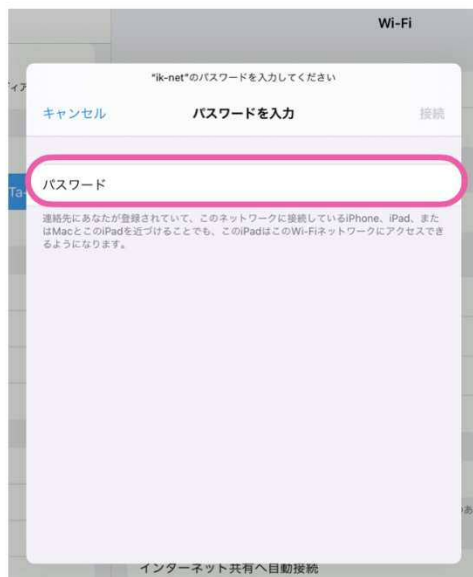 Wi-Fi
"ik-net"のパスワードを入力してください
キャンセル
パスワードを入力
接続
パスワード
連絡先にあなたが登録されていて、このネットワークに接続しているiPhone、iPad、また
はMacとこのiPadを近づけることでも、このiPadはこのWi-Fiネットワークにアクセスでき
るようになります。
インターネット共有へ自動接続